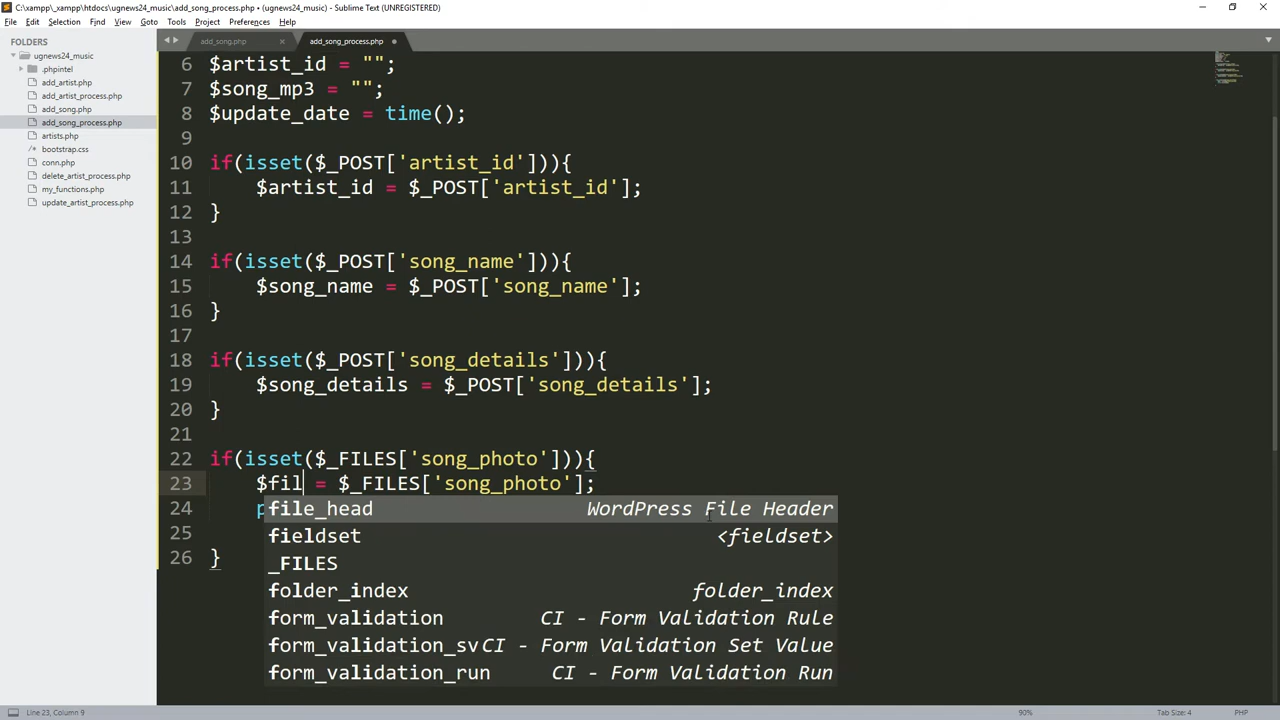 C:\xampp\_xampp\htdocs\ugnews24_music\add_song_process.php • (ugnews24_music) - Sublime Text (UNREGISTERED)
File Edit Selection Find View Goto Tools Project Preferences Help
FOLDERS
ugnews24_music
.phpintel
add_artist.php
add_artist_process.php
add_song.php
add_song_process.php
artists.php
bootstrap.css
conn.php
delete_artist_process.php
my_functions.php
update_artist_process.php
add_song.php
add_song_process.php
6 $artist_id = "";
7 $song_mp3 = "";
8 $update_date = time();
9
10 if(isset($_POST['artist_id'])){
11 $artist_id = $_POST['artist_id'];
12 }
13
14 if(isset($_POST['song_name'])){
15 $song_name = $_POST['song_name'];
16 }
17
18 if(isset($_POST['song_details'])){
19 $song_details = $_POST['song_details'];
20 }
21
22 if(isset($_FILES['song_photo'])){
23 $fil = $_FILES['song_photo'];
24 p
25
26 }
file_head WordPress File Header
fieldset <fieldset>
_FILES
folder_index folder_index
form_validation CI - Form Validation Rule
form_validation_sv CI - Form Validation Set Value
form_validation_run CI - Form Validation Run
Line 23, Column 9 90% Tab Size: 4 PHP